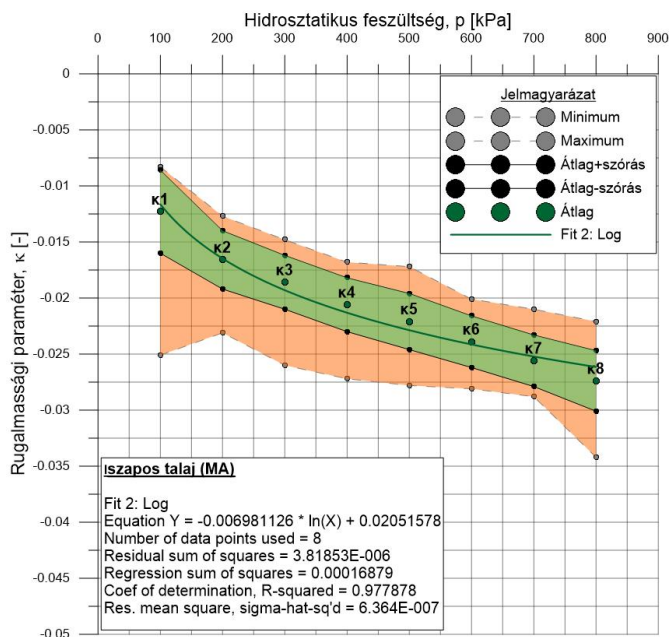 Hidrosztatikus feszültség, p [kPa]
0 100 200 300 400 500 600 700 800 900
Rugalmassági paraméter, κ [-]
0
-0.005
-0.01
-0.015
-0.02
-0.025
-0.03
-0.035
-0.04
-0.045
-0.05
Jelmagyarázat
Minimum
Maximum
Átlag+szórás
Átlag-szórás
Átlag
Fit 2: Log
κ1
κ2
κ3
κ4
κ5
κ6
κ7
κ8
Iszapos talaj (MA)
Fit 2: Log
Equation Y = -0.006981126 * ln(X) + 0.02051578
Number of data points used = 8
Residual sum of squares = 3.81853E-006
Regression sum of squares = 0.00016879
Coef of determination, R-squared = 0.977878
Res. mean square, sigma-hat-sq'd = 6.364E-007